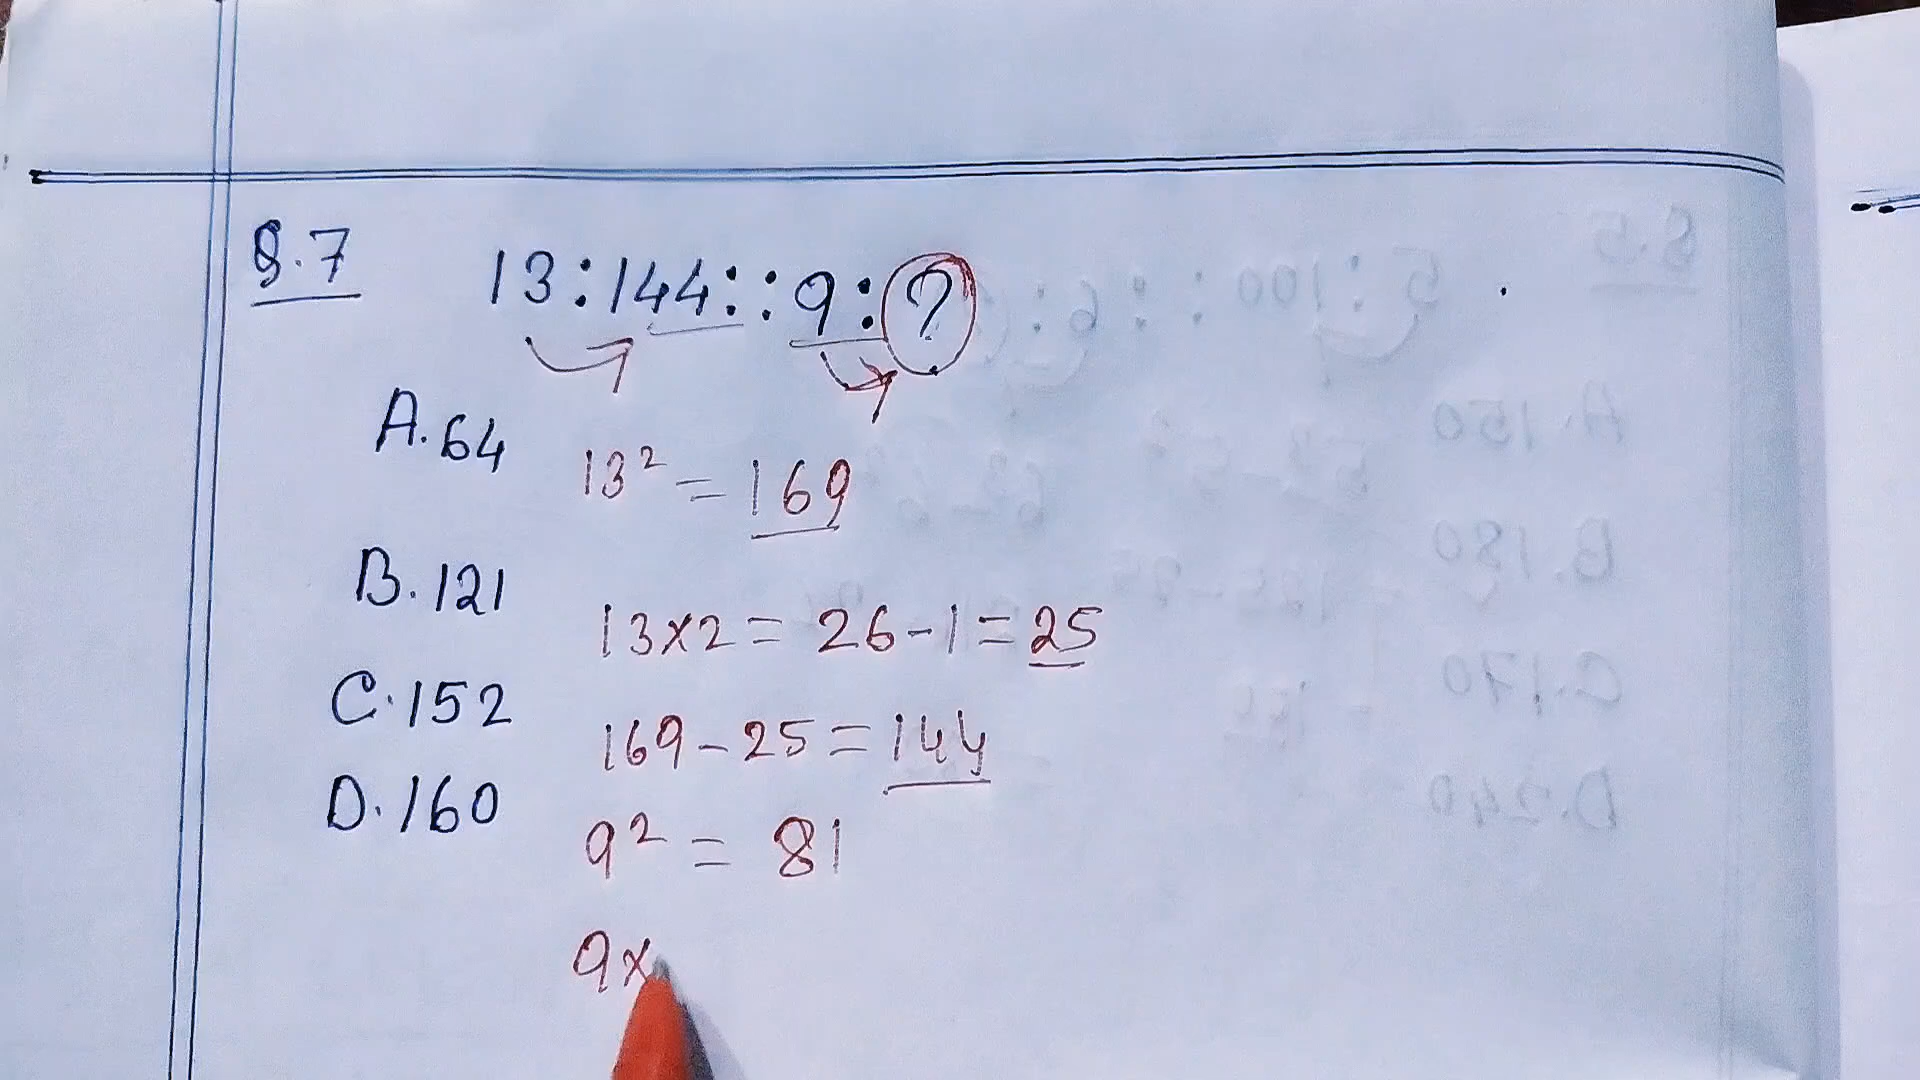 Q.7 13:144::9:?
A.64
13² = 169
B.121
13×2 = 26-1 = 25
C.152
169-25 = 144
D.160
9² = 81
9×